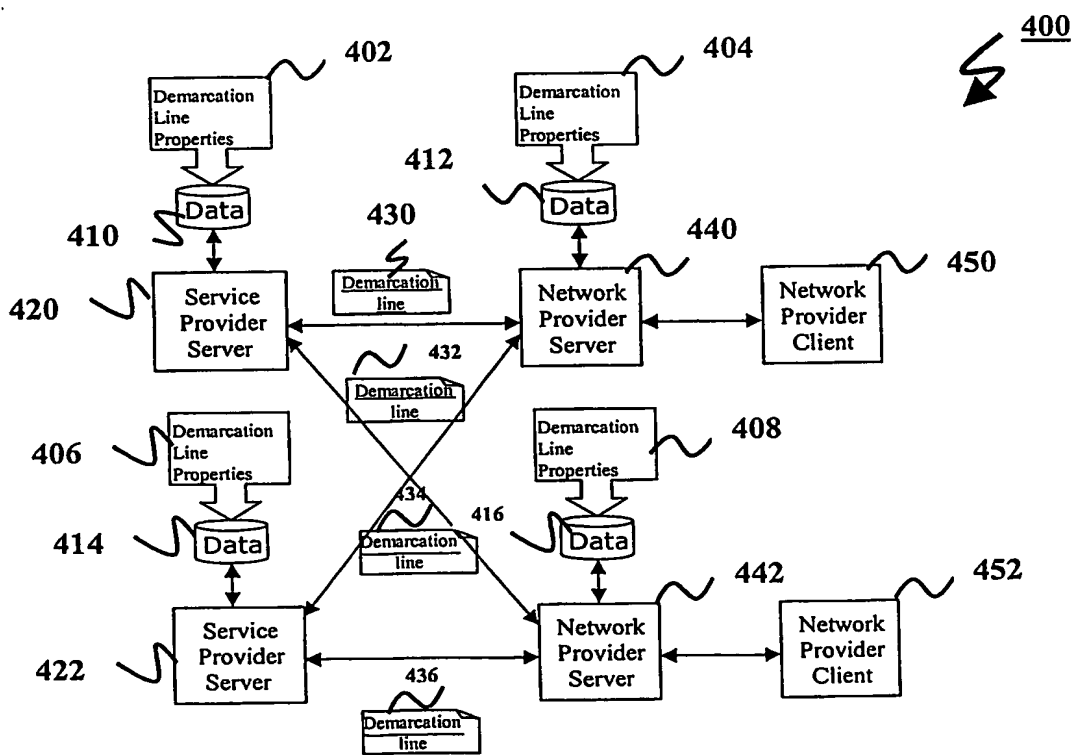 400
402
404
Demarcation
Line
Properties
Demarcation
Line
Properties
412
Data
Data
410
430
440
450
Demarcation
line
420
Service
Provider
Server
Network
Provider
Server
Network
Provider
Client
432
Demarcation
line
406
Demarcation
Line
Properties
Demarcation
Line
Properties
408
434
416
414
Data
Data
Demarcation
line
442
452
422
Service
Provider
Server
Network
Provider
Server
Network
Provider
Client
436
Demarcation
line